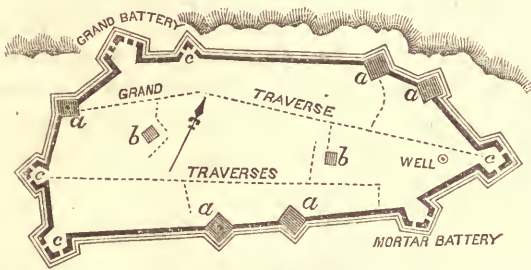 GRAND BATTERY
c
a
a
GRAND
TRAVERSE
a
b
b
WELL
c
c
TRAVERSES
a
a
c
MORTAR BATTERY